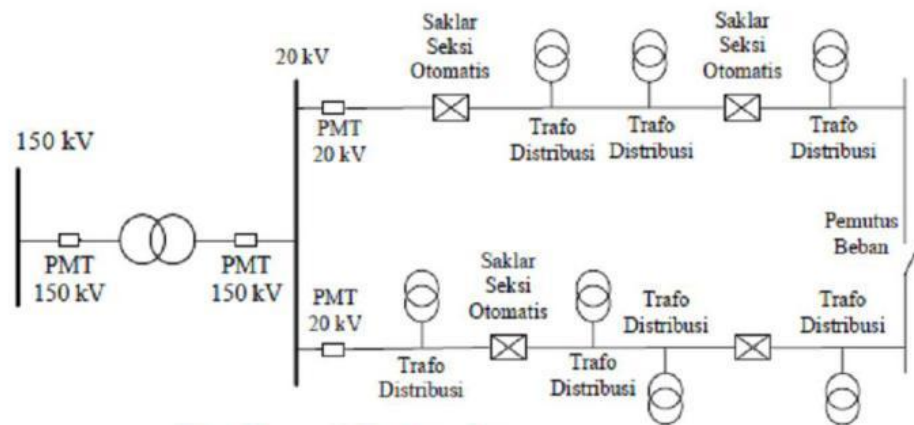 Saklar
Seksi
Otomatis
Saklar
Seksi
Otomatis
20 kV
PMT
20 kV
Trafo
Distribusi
Trafo
Distribusi
Trafo
Distribusi
150 kV
PMT
150 kV
PMT
150 kV
Pemutus
Beban
PMT
20 kV
Saklar
Seksi
Otomatis
Trafo
Distribusi
Trafo
Distribusi
Trafo
Distribusi
Trafo
Distribusi